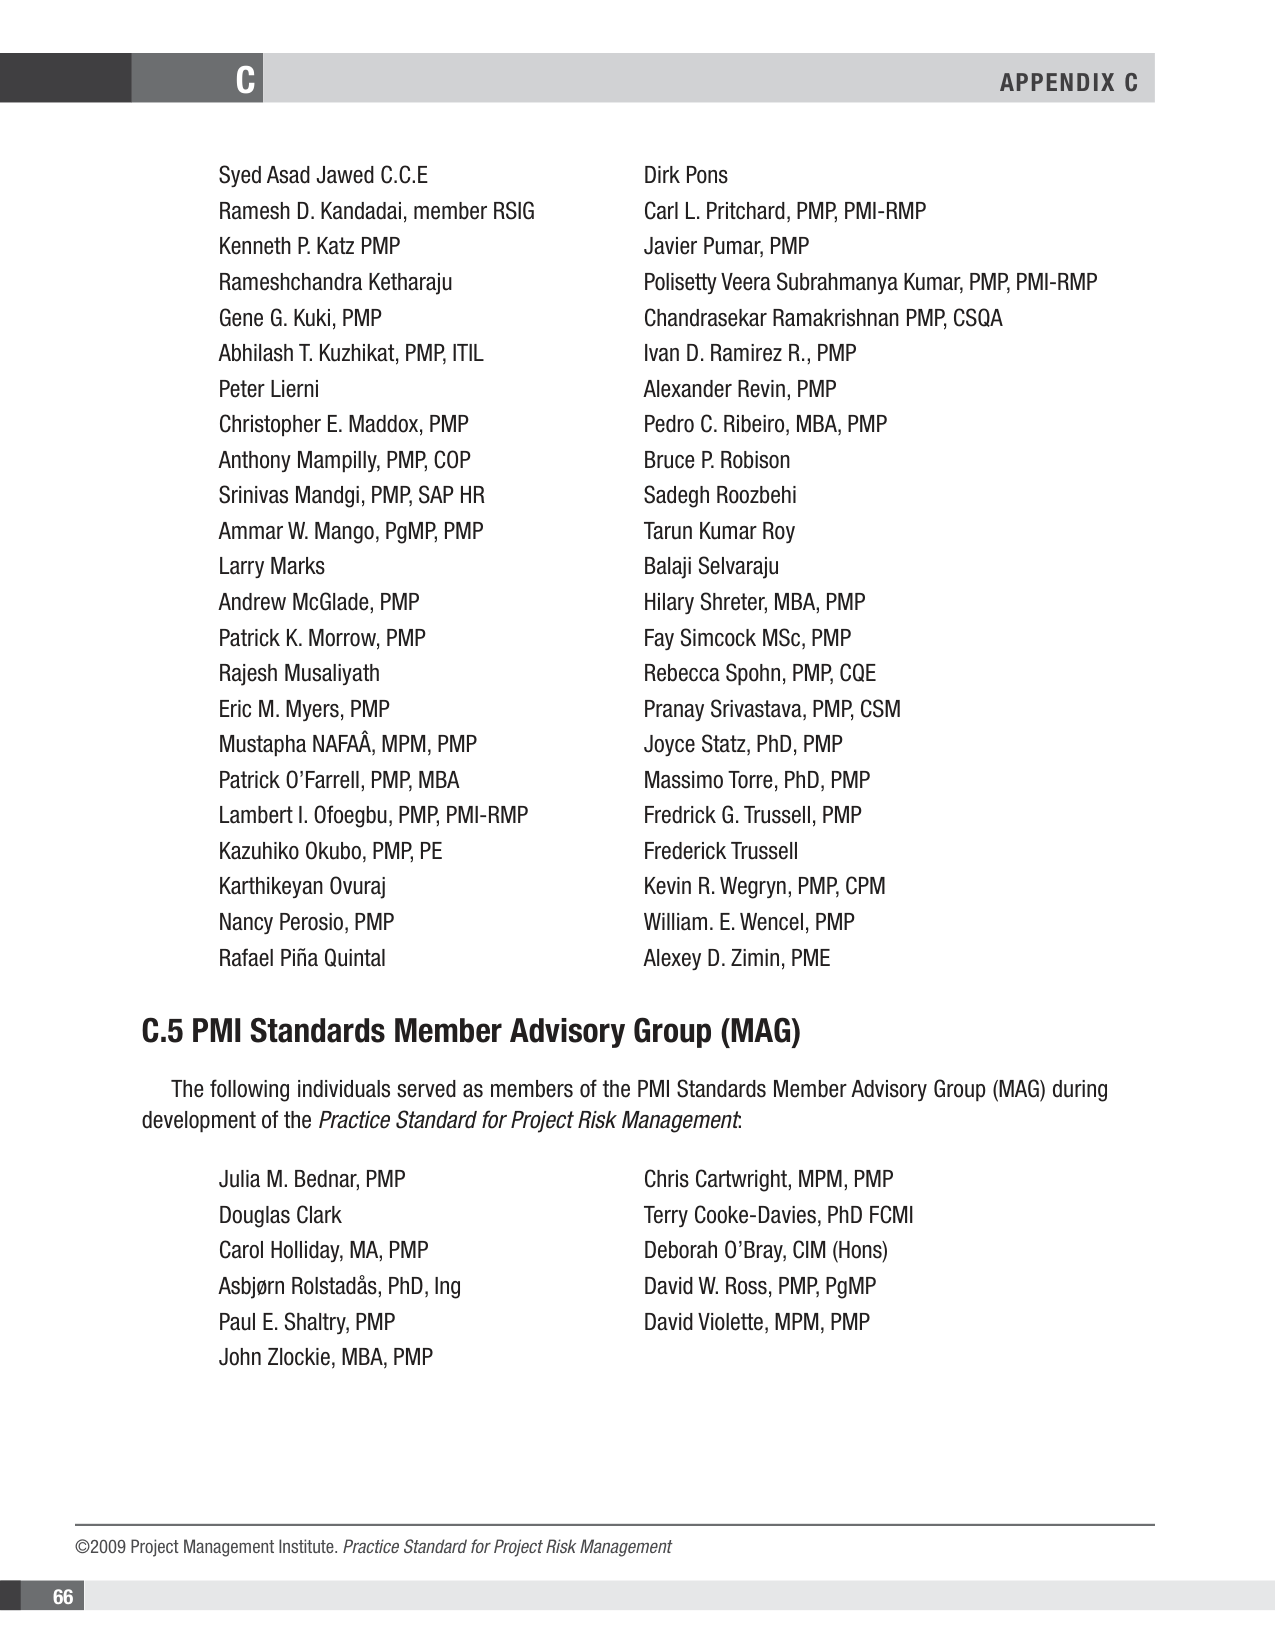 C
APPENDIX C
Syed Asad Jawed C.C.E
Ramesh D. Kandadai, member RSIG
Kenneth P. Katz PMP
Rameshchandra Ketharaju
Gene G. Kuki, PMP
Abhilash T. Kuzhikat, PMP, ITIL
Peter Lierni
Christopher E. Maddox, PMP
Anthony Mampilly, PMP, COP
Srinivas Mandgi, PMP, SAP HR
Ammar W. Mango, PgMP, PMP
Larry Marks
Andrew McGlade, PMP
Patrick K. Morrow, PMP
Rajesh Musaliyath
Eric M. Myers, PMP
Mustapha NAFAÂ, MPM, PMP
Patrick O’Farrell, PMP, MBA
Lambert I. Ofoegbu, PMP, PMI-RMP
Kazuhiko Okubo, PMP, PE
Karthikeyan Ovuraj
Nancy Perosio, PMP
Rafael Piña Quintal
Dirk Pons
Carl L. Pritchard, PMP, PMI-RMP
Javier Pumar, PMP
Polisetty Veera Subrahmanya Kumar, PMP, PMI-RMP
Chandrasekar Ramakrishnan PMP, CSQA
Ivan D. Ramirez R., PMP
Alexander Revin, PMP
Pedro C. Ribeiro, MBA, PMP
Bruce P. Robison
Sadegh Roozbehi
Tarun Kumar Roy
Balaji Selvaraju
Hilary Shreter, MBA, PMP
Fay Simcock MSc, PMP
Rebecca Spohn, PMP, CQE
Pranay Srivastava, PMP, CSM
Joyce Statz, PhD, PMP
Massimo Torre, PhD, PMP
Fredrick G. Trussell, PMP
Frederick Trussell
Kevin R. Wegryn, PMP, CPM
William. E. Wencel, PMP
Alexey D. Zimin, PME
C.5 PMI Standards Member Advisory Group (MAG)
The following individuals served as members of the PMI Standards Member Advisory Group (MAG) during
development of the Practice Standard for Project Risk Management:
Julia M. Bednar, PMP
Douglas Clark
Carol Holliday, MA, PMP
Asbjørn Rolstadås, PhD, Ing
Paul E. Shaltry, PMP
John Zlockie, MBA, PMP
Chris Cartwright, MPM, PMP
Terry Cooke-Davies, PhD FCMI
Deborah O’Bray, CIM (Hons)
David W. Ross, PMP, PgMP
David Violette, MPM, PMP
©2009 Project Management Institute. Practice Standard for Project Risk Management
66